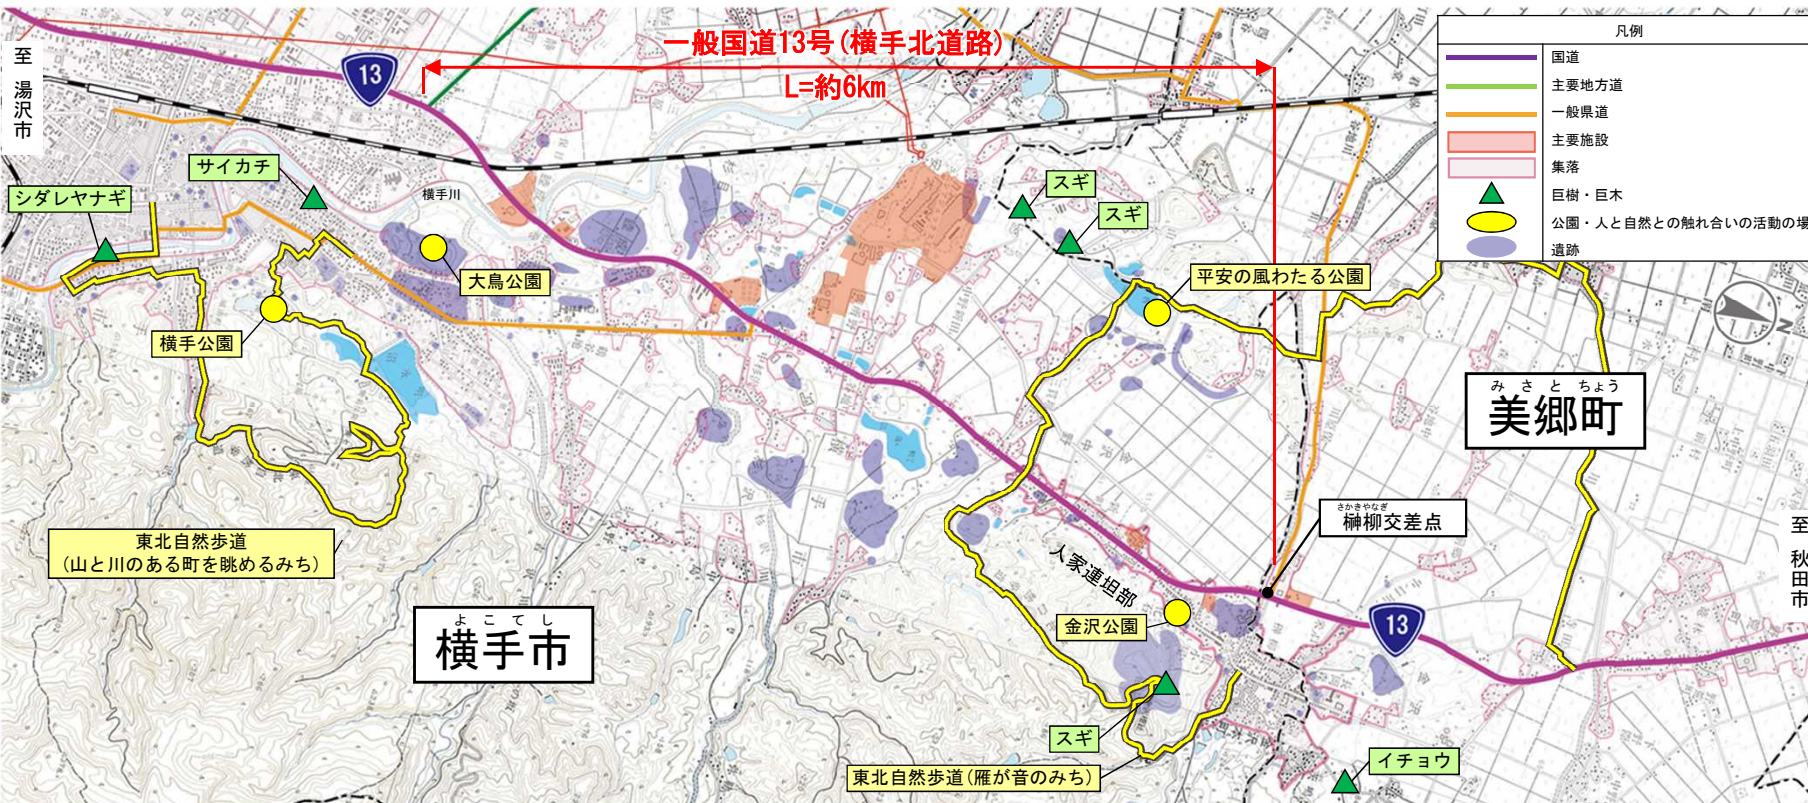 一般国道13号(横手北道路)
L=約6km
至 湯沢市
13
サイカチ
シダレヤナギ
横手川
大鳥公園
横手公園
スギ
スギ
平安の風わたる公園
凡例
国道
主要地方道
一般県道
主要施設
集落
巨樹・巨木
公園・人と自然との触れ合いの活動の場
遺跡
N
みさとちょう
美郷町
さかきやなぎ
榊柳交差点
至 秋田市
東北自然歩道
(山と川のある町を眺めるみち)
よこてし
横手市
人家連坦部
金沢公園
13
スギ
東北自然歩道(雁が音のみち)
イチョウ